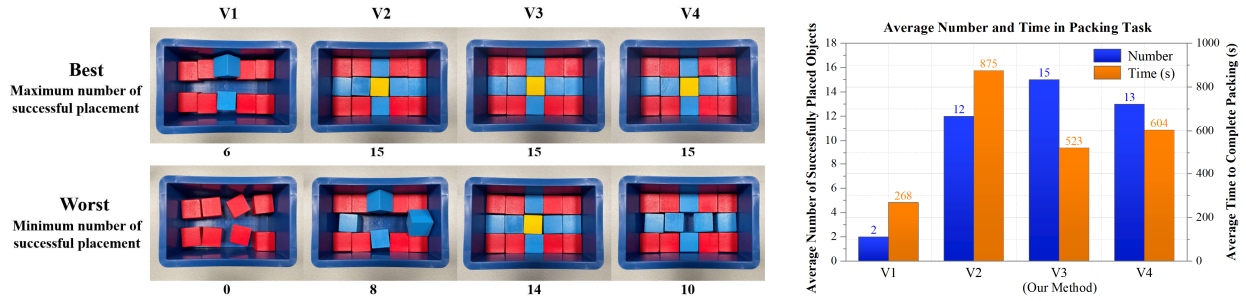 V1 V2 V3 V4
Best
Maximum number of
successful placement
6 15 15 15
Worst
Minimum number of
successful placement
0 8 14 10
Average Number and Time in Packing Task
Average Number of Successfully Placed Objects
18
16
14
12
10
8
6
4
2
0
Number
Time (s)
2
268
12
875
15
523
13
604
V1 V2 V3 V4
(Our Method)
1000
800
600
400
200
0
Average Time to Complete Packing (s)